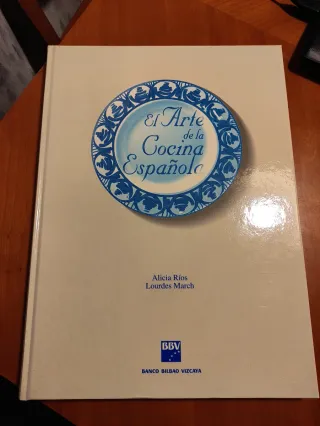 El Arte
de la
Cocina
Española
Alicia Ríos
Lourdes March
BBV
BANCO BILBAO VIZCAYA